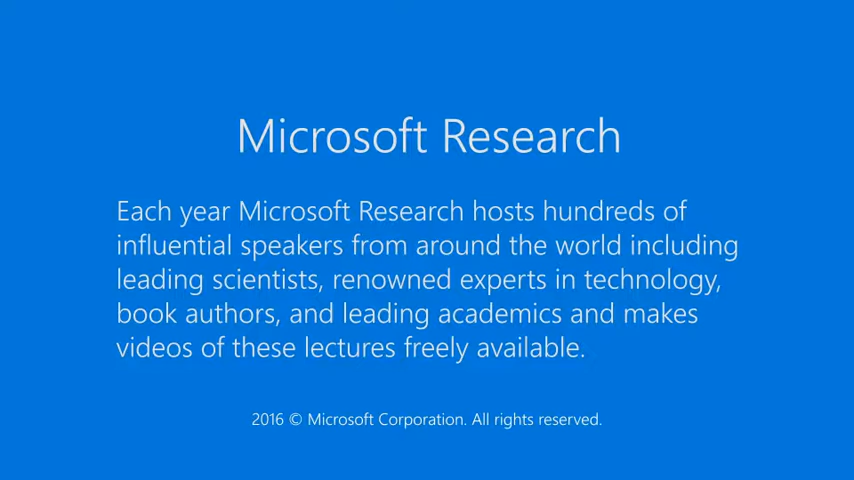 Microsoft Research
Each year Microsoft Research hosts hundreds of
influential speakers from around the world including
leading scientists, renowned experts in technology,
book authors, and leading academics and makes
videos of these lectures freely available.
2016 © Microsoft Corporation. All rights reserved.